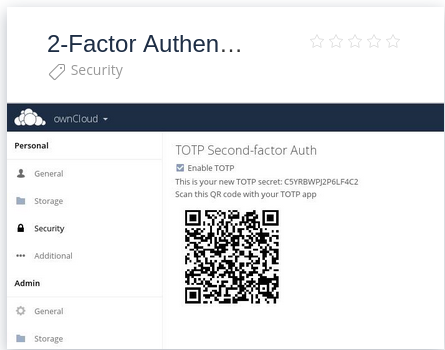 2-Factor Authen...
Security
ownCloud
Personal
General
Storage
Security
Additional
Admin
General
Storage
TOTP Second-factor Auth
Enable TOTP
This is your new TOTP secret: C5YRBWPJ2P6LF4C2
Scan this QR code with your TOTP app